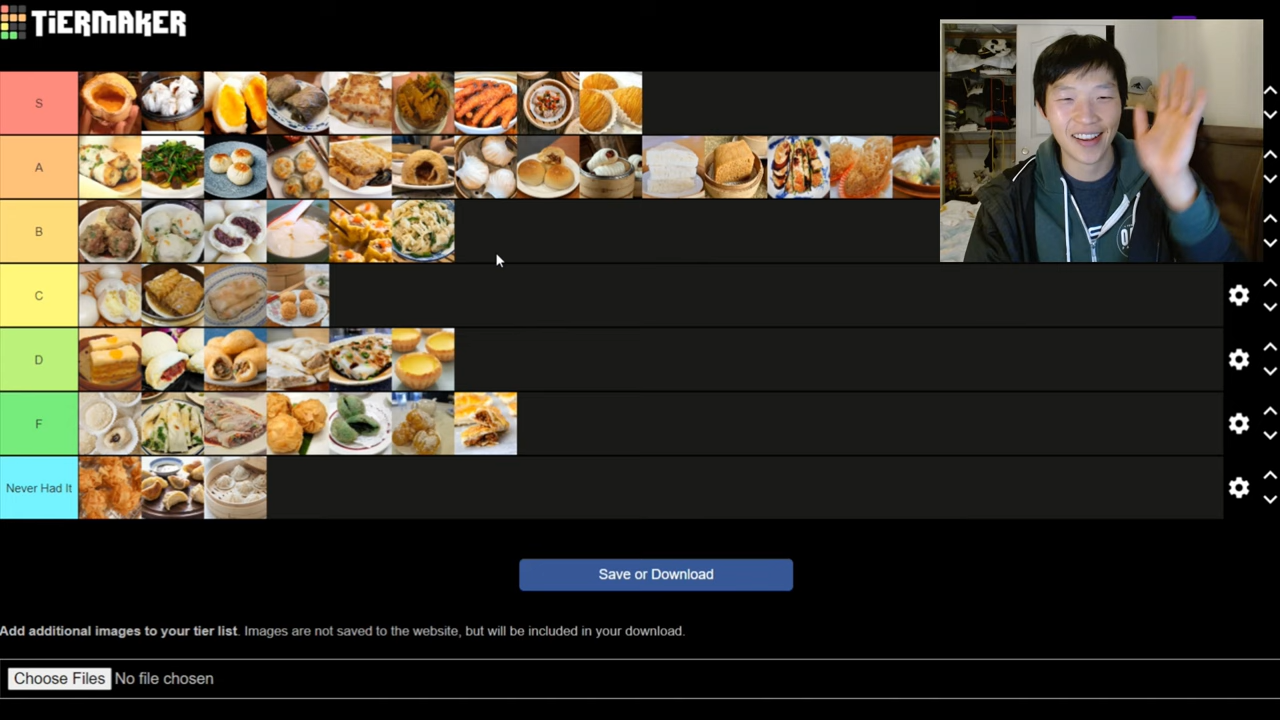 TiERMAKER
S
A
B
C
D
F
Never Had It
Save or Download
Add additional images to your tier list. Images are not saved to the website, but will be included in your download.
Choose Files No file chosen